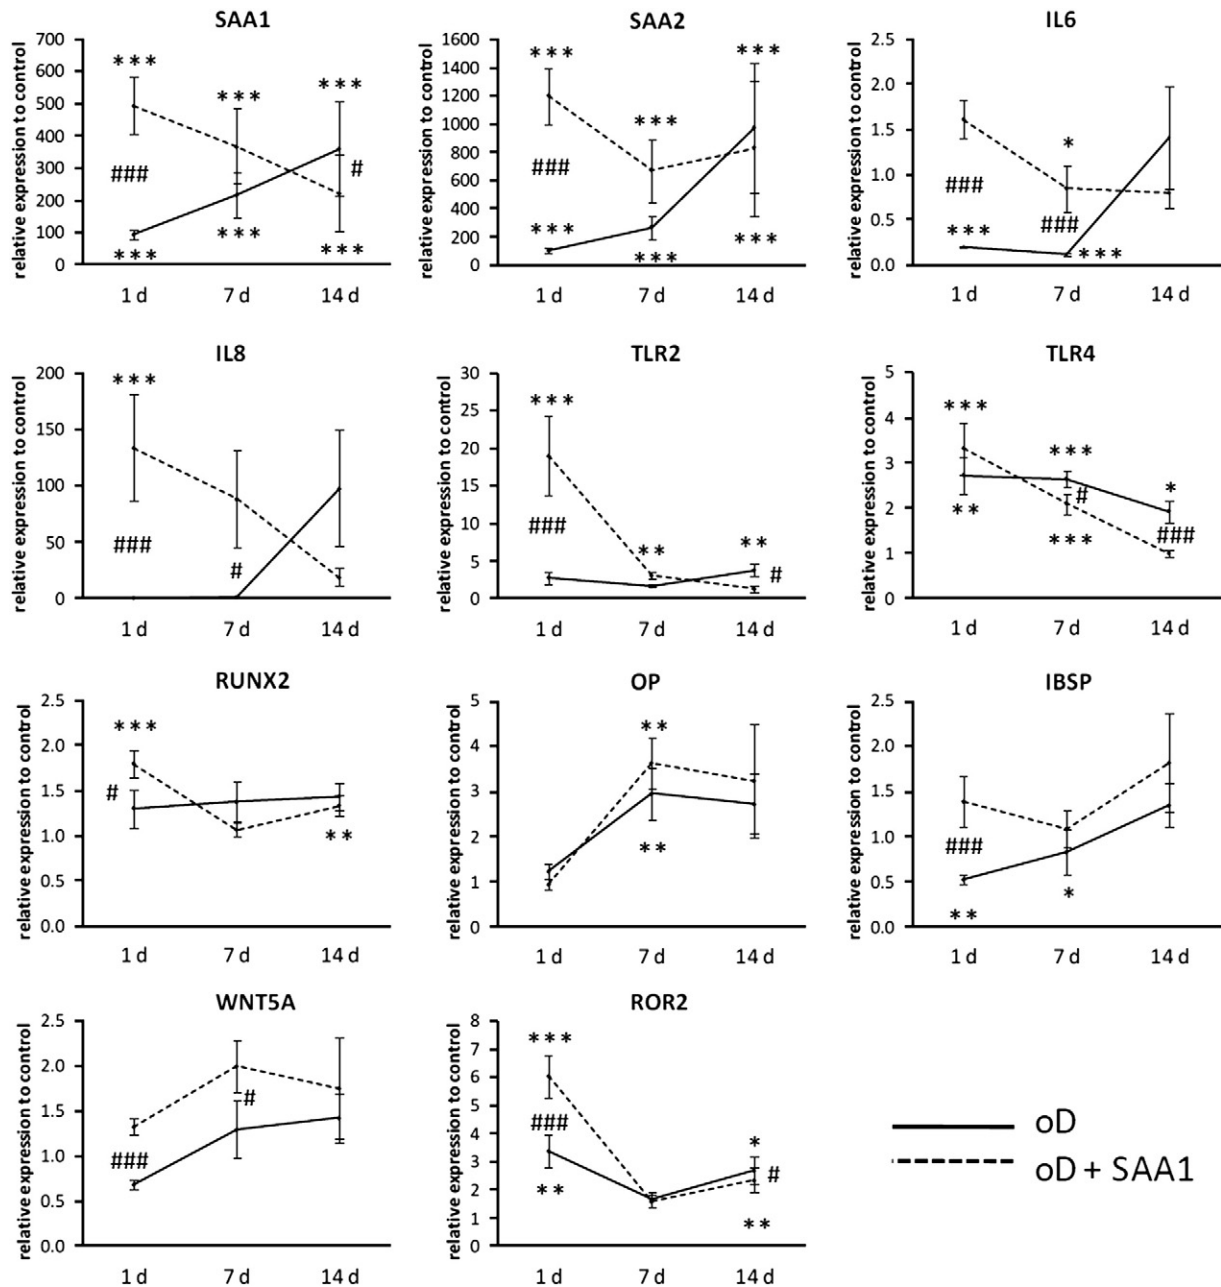 SAA1
relative expression to control
700
600
500
400
300
200
100
0
***
***
***
###
#
***
***
***
1 d
7 d
14 d
SAA2
relative expression to control
1600
1400
1200
1000
800
600
400
200
0
***
***
***
###
***
***
***
1 d
7 d
14 d
IL6
relative expression to control
2.5
2.0
1.5
1.0
0.5
0.0
*
###
###
***
***
1 d
7 d
14 d
IL8
relative expression to control
200
150
100
50
0
***
###
#
1 d
7 d
14 d
TLR2
relative expression to control
30
25
20
15
10
5
0
***
###
**
**
#
1 d
7 d
14 d
TLR4
relative expression to control
5
4
3
2
1
0
***
***
*
#
**
***
###
1 d
7 d
14 d
RUNX2
relative expression to control
2.5
2.0
1.5
1.0
0.5
0.0
***
#
**
1 d
7 d
14 d
OP
relative expression to control
5
4
3
2
1
0
**
**
1 d
7 d
14 d
IBSP
relative expression to control
2.5
2.0
1.5
1.0
0.5
0.0
###
**
*
1 d
7 d
14 d
WNT5A
relative expression to control
2.5
2.0
1.5
1.0
0.5
0.0
#
###
1 d
7 d
14 d
ROR2
relative expression to control
8
7
6
5
4
3
2
1
0
***
###
**
*
#
**
1 d
7 d
14 d
oD
oD + SAA1